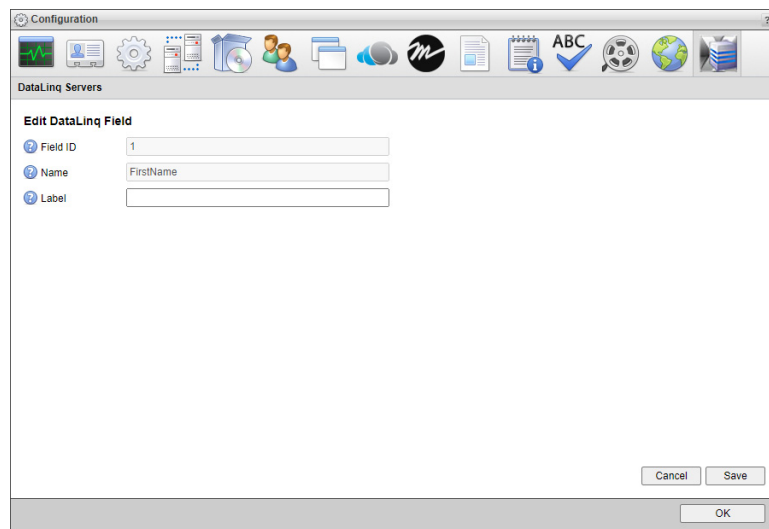 Configuration
?
ABC
DataLinq Servers
Edit DataLinq Field
? Field ID 1
? Name FirstName
? Label
Cancel Save
OK